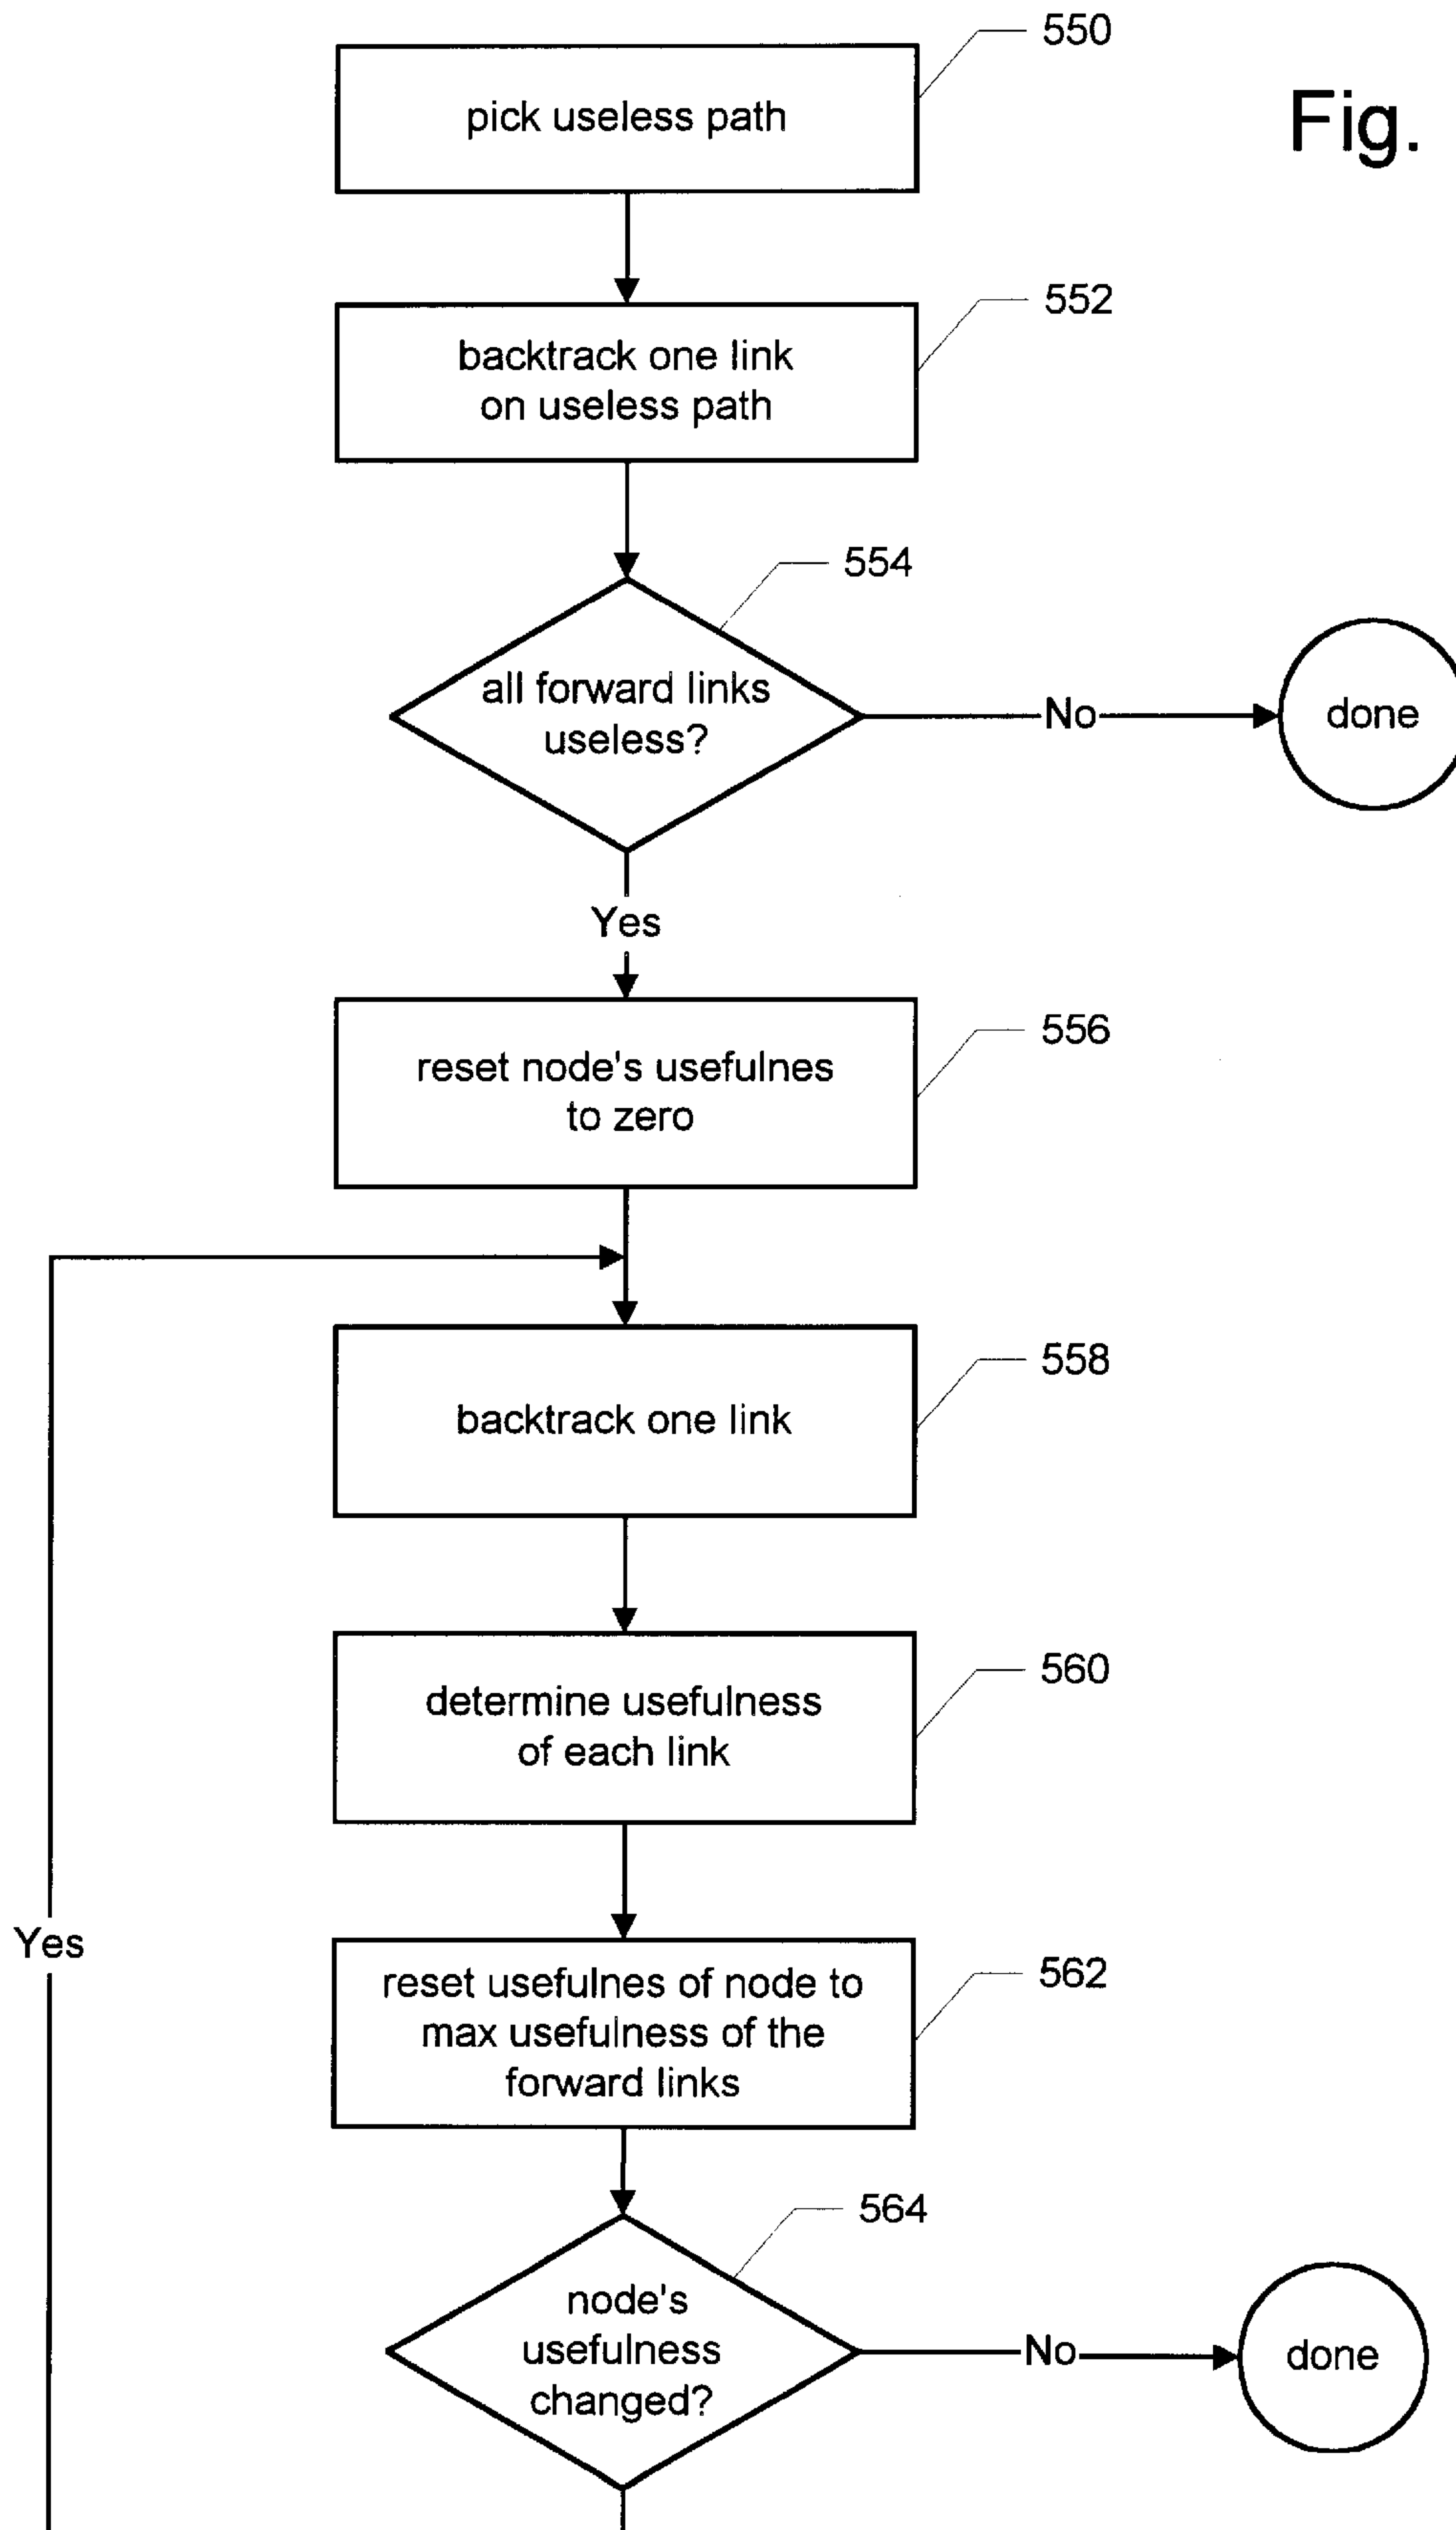 550
Fig.
pick useless path
552
backtrack one link
on useless path
554
all forward links
useless?
No
done
Yes
556
reset node's usefulnes
to zero
558
backtrack one link
560
determine usefulness
of each link
Yes
562
reset usefulnes of node to
max usefulness of the
forward links
564
node's
usefulness
changed?
No
done